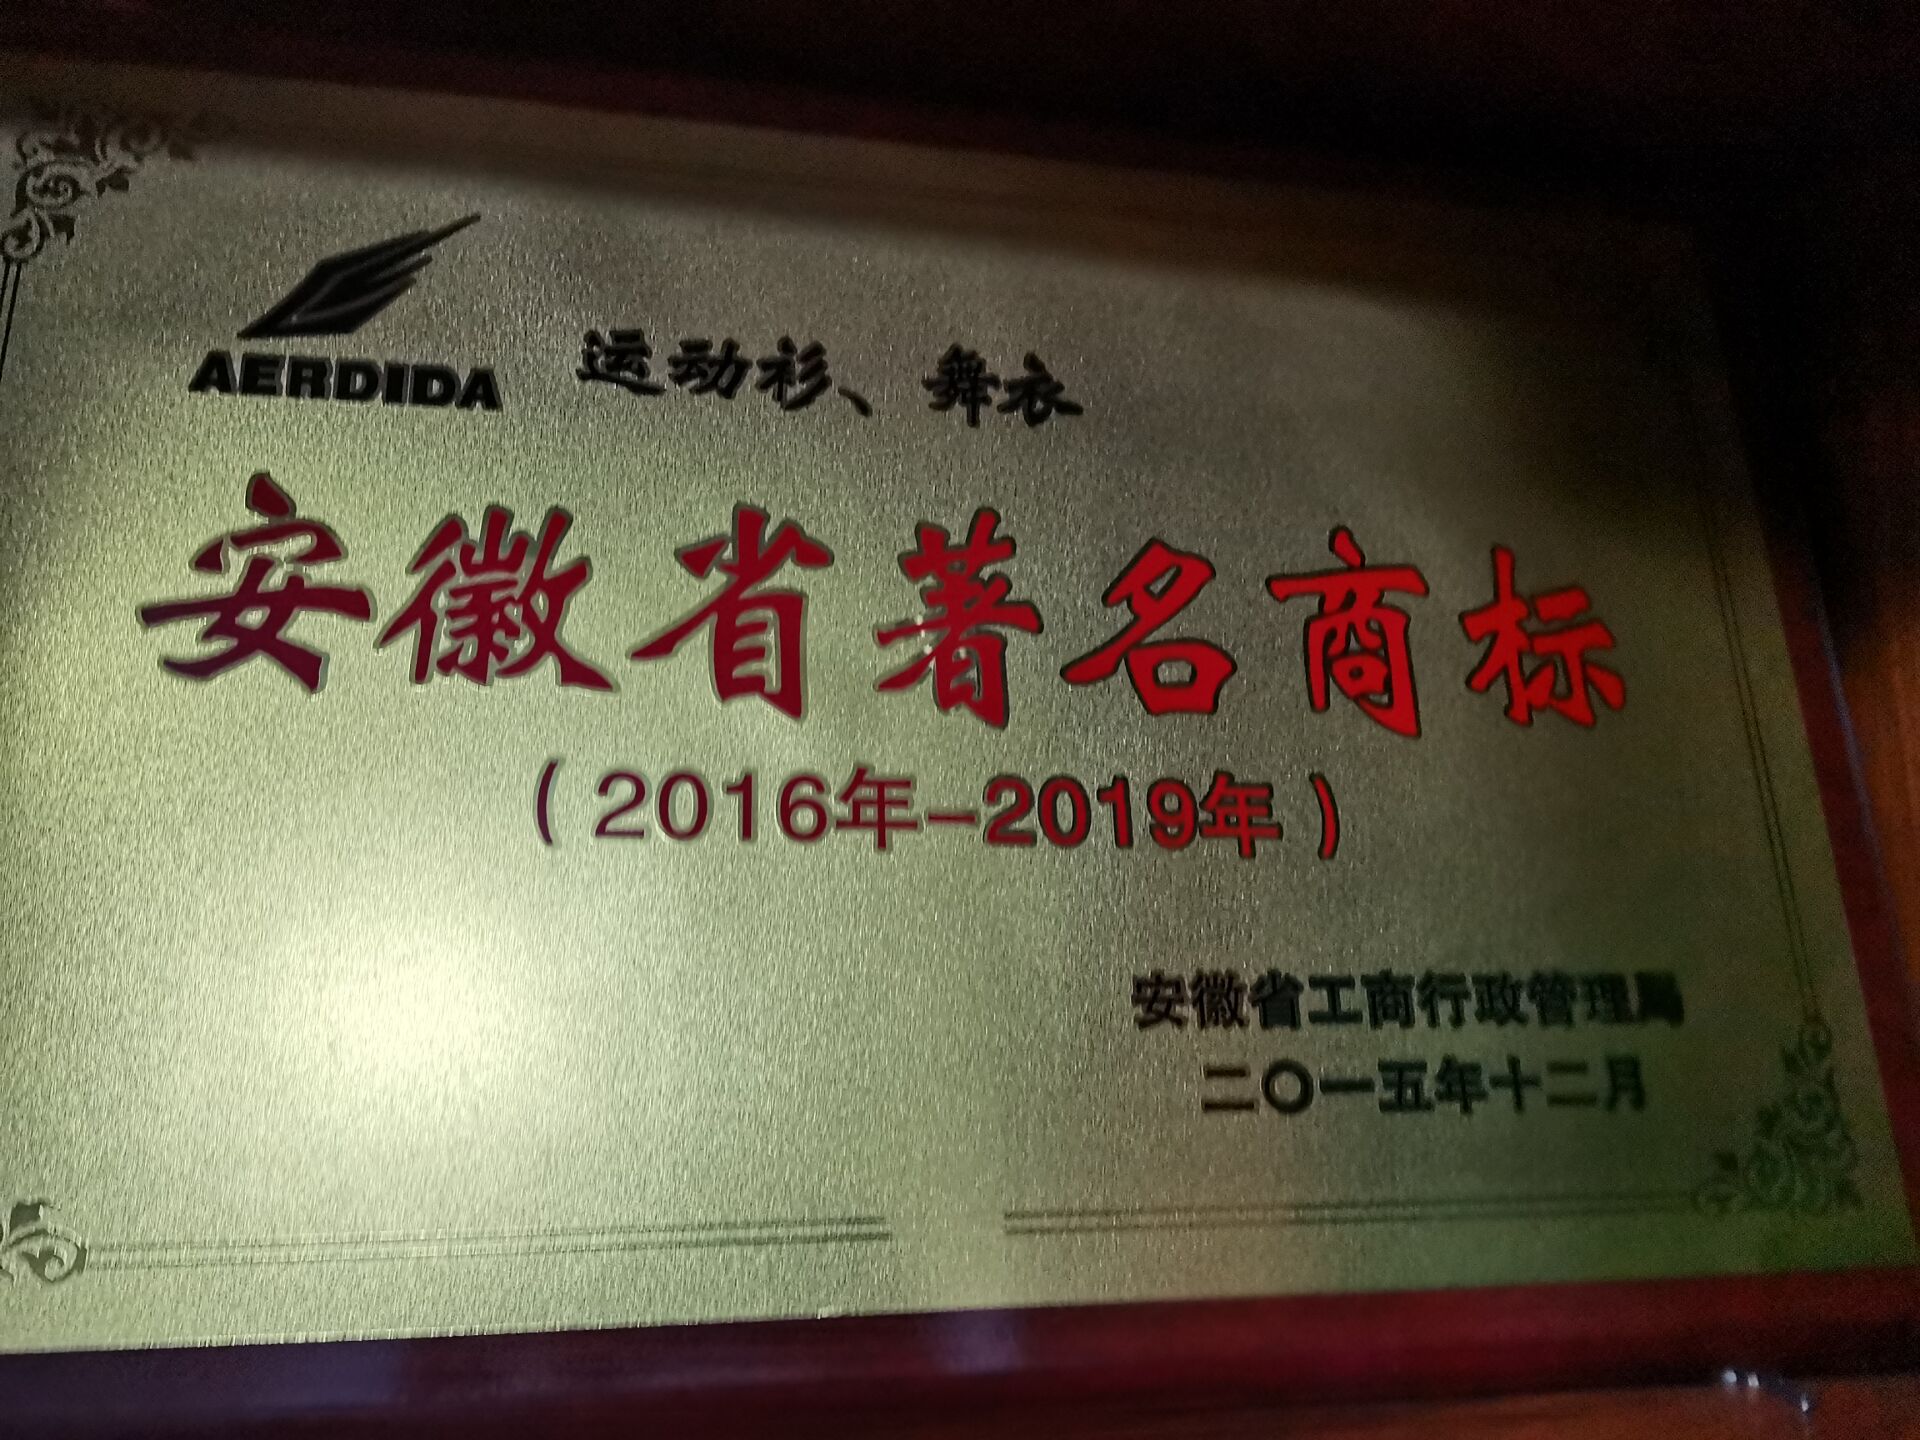 AERDIDA 运动衫、舞衣
安徽省著名商标
（2016年-2019年）
安徽省工商行政管理局
二〇一五年十二月